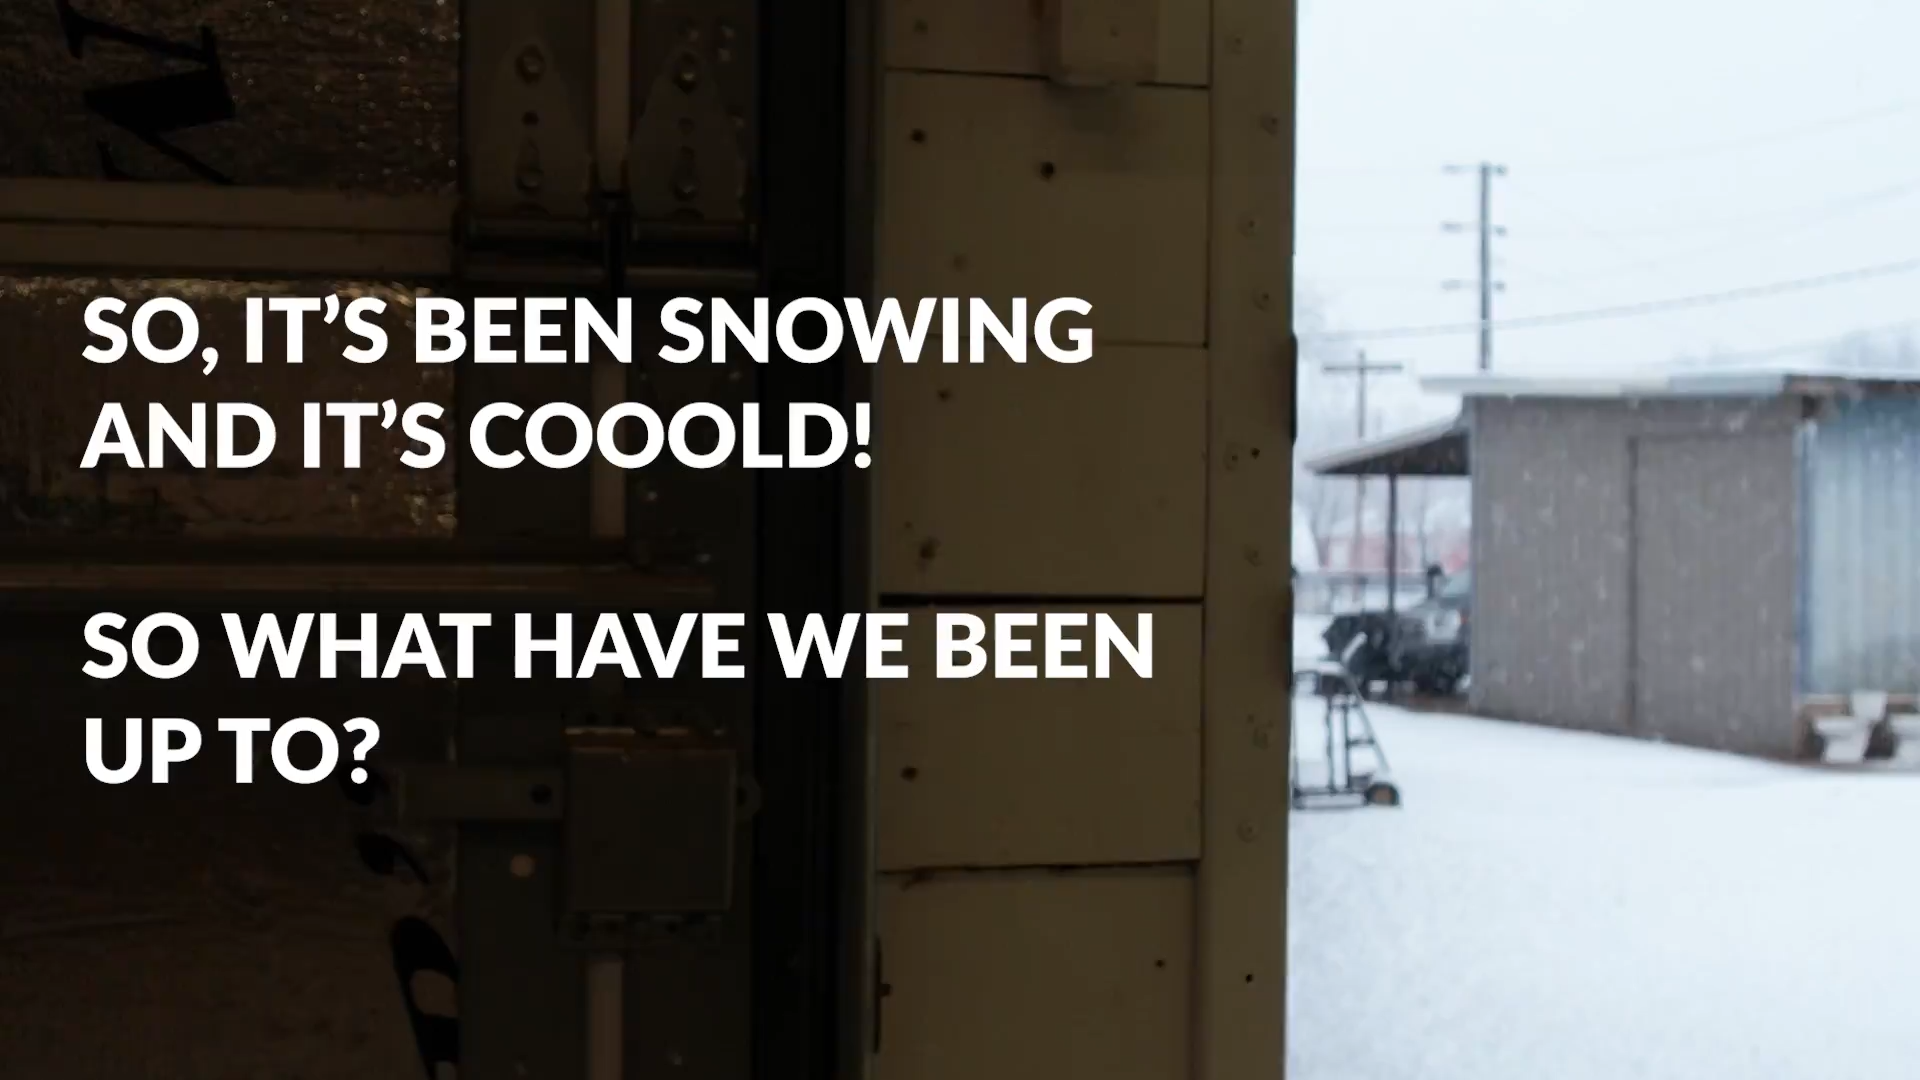 SO, IT’S BEEN SNOWING
AND IT’S COOOLD!
SO WHAT HAVE WE BEEN
UP TO?